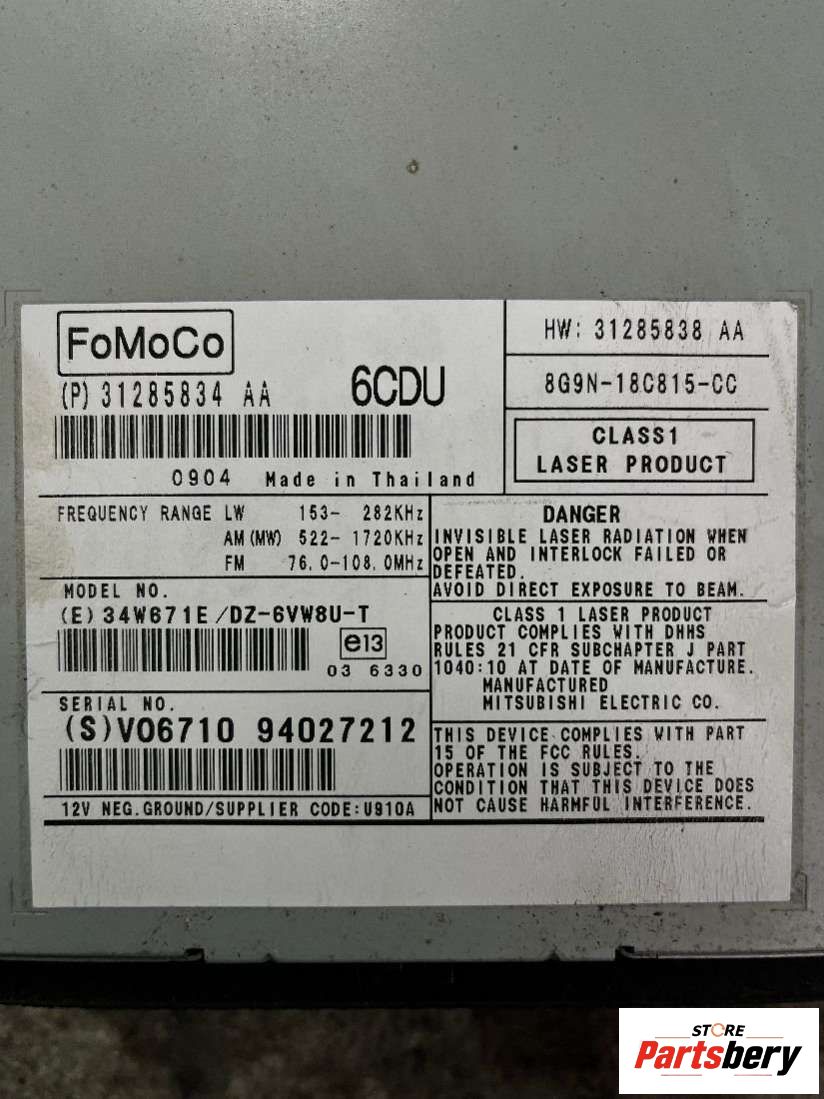 FoMoCo
(P) 31285834 AA
6CDU
0904 Made in Thailand
HW: 31285838 AA
8G9N-18C815-CC
CLASS1
LASER PRODUCT
FREQUENCY RANGE LW 153- 282KHz
AM (MW) 522- 1720KHz
FM 76.0-108.0MHz
MODEL NO.
(E) 34W671E/DZ-6VW8U-T
e13
03 6330
SERIAL NO.
(S)VO6710 94027212
12V NEG.GROUND/SUPPLIER CODE:U910A
DANGER
INVISIBLE LASER RADIATION WHEN
OPEN AND INTERLOCK FAILED OR
DEFEATED.
AVOID DIRECT EXPOSURE TO BEAM.
CLASS 1 LASER PRODUCT
PRODUCT COMPLIES WITH DHHS
RULES 21 CFR SUBCHAPTER J PART
1040:10 AT DATE OF MANUFACTURE.
MANUFACTURED
MITSUBISHI ELECTRIC CO.
THIS DEVICE COMPLIES WITH PART
15 OF THE FCC RULES.
OPERATION IS SUBJECT TO THE
CONDITION THAT THIS DEVICE DOES
NOT CAUSE HARMFUL INTERFERENCE.
STORE
Partsbery